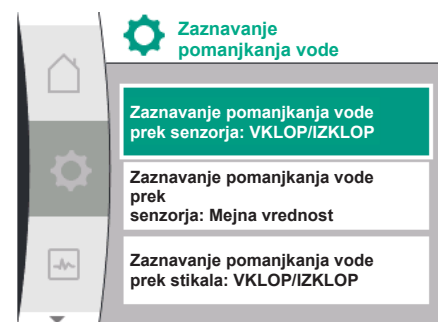 Zaznavanje
pomanjkanja vode
Zaznavanje pomanjkanja vode
prek senzorja: VKLOP/IZKLOP
Zaznavanje pomanjkanja vode
prek
senzorja: Mejna vrednost
Zaznavanje pomanjkanja vode
prek stikala: VKLOP/IZKLOP